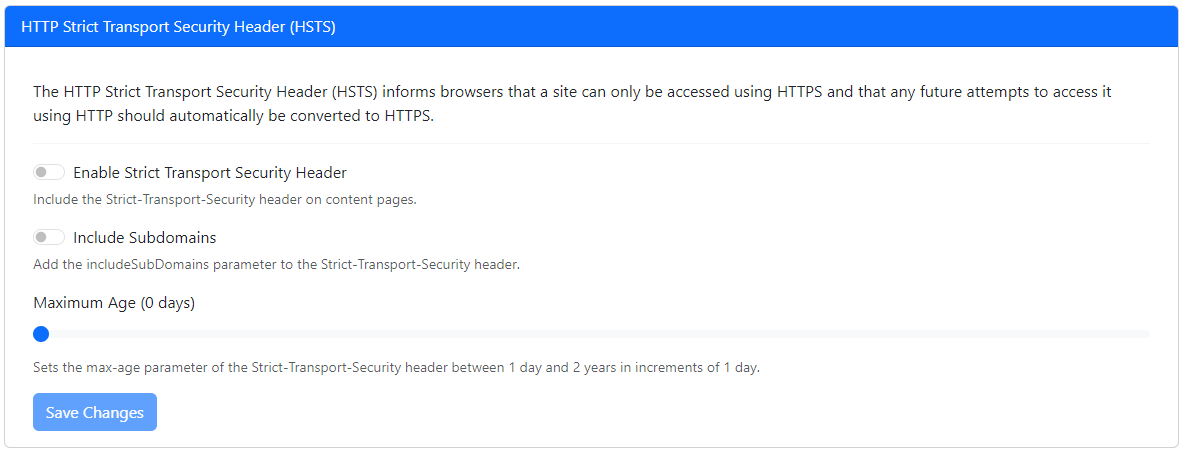 HTTP Strict Transport Security Header (HSTS)
The HTTP Strict Transport Security Header (HSTS) informs browsers that a site can only be accessed using HTTPS and that any future attempts to access it
using HTTP should automatically be converted to HTTPS.
Enable Strict Transport Security Header
Include the Strict-Transport-Security header on content pages.
Include Subdomains
Add the includeSubDomains parameter to the Strict-Transport-Security header.
Maximum Age (0 days)
Sets the max-age parameter of the Strict-Transport-Security header between 1 day and 2 years in increments of 1 day.
Save Changes